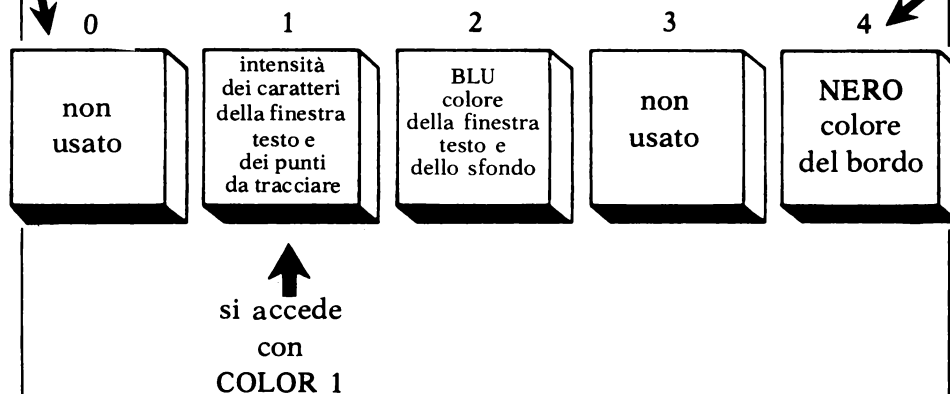 0 1 2 3 4
non
usato
intensità
dei caratteri
della finestra
testo e
dei punti
da tracciare
BLU
colore
della finestra
testo e
dello sfondo
non
usato
NERO
colore
del bordo
si accede
con
COLOR 1